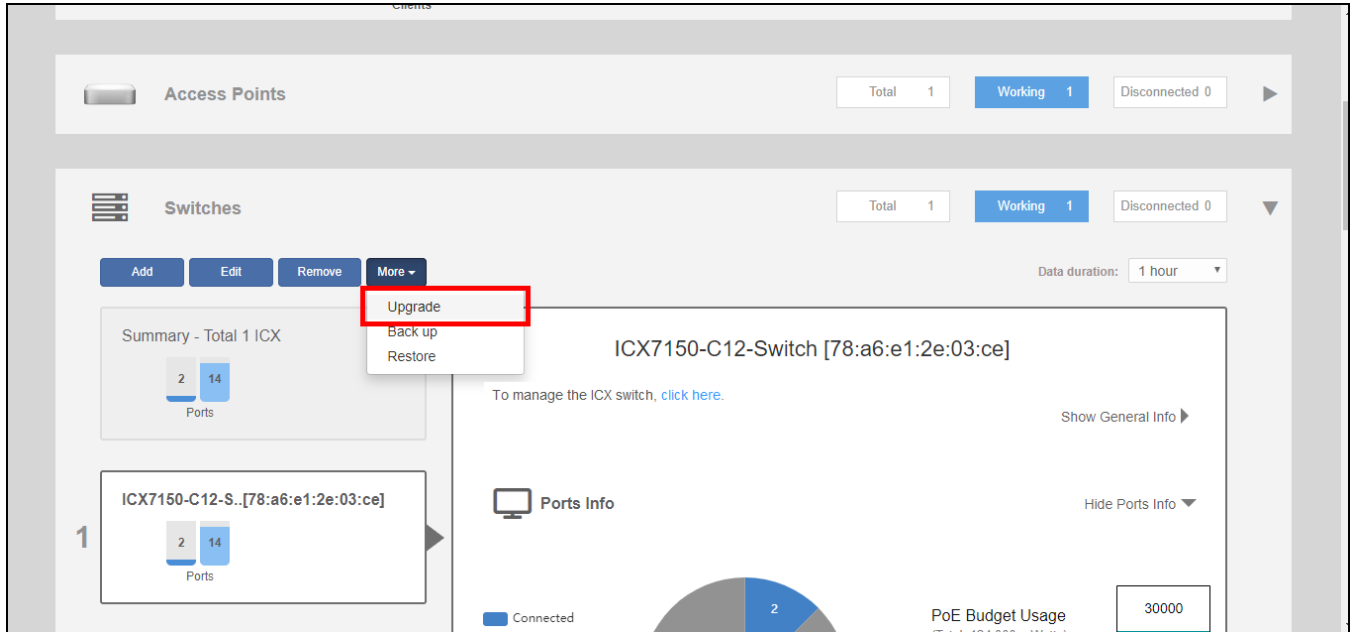 Clients
Access Points
Total 1
Working 1
Disconnected 0
Switches
Total 1
Working 1
Disconnected 0
Add
Edit
Remove
More
Data duration:
1 hour
Upgrade
Back up
Restore
Summary - Total 1 ICX
2 14
Ports
ICX7150-C12-Switch [78:a6:e1:2e:03:ce]
To manage the ICX switch, click here.
Show General Info
1
ICX7150-C12-S..[78:a6:e1:2e:03:ce]
2 14
Ports
Ports Info
Hide Ports Info
Connected
2
PoE Budget Usage
30000